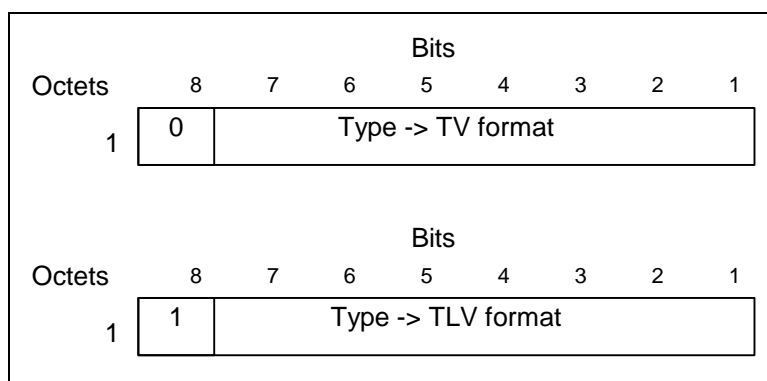 Bits
Octets 8 7 6 5 4 3 2 1
0 Type -> TV format
1
Bits
Octets 8 7 6 5 4 3 2 1
1 Type -> TLV format
1